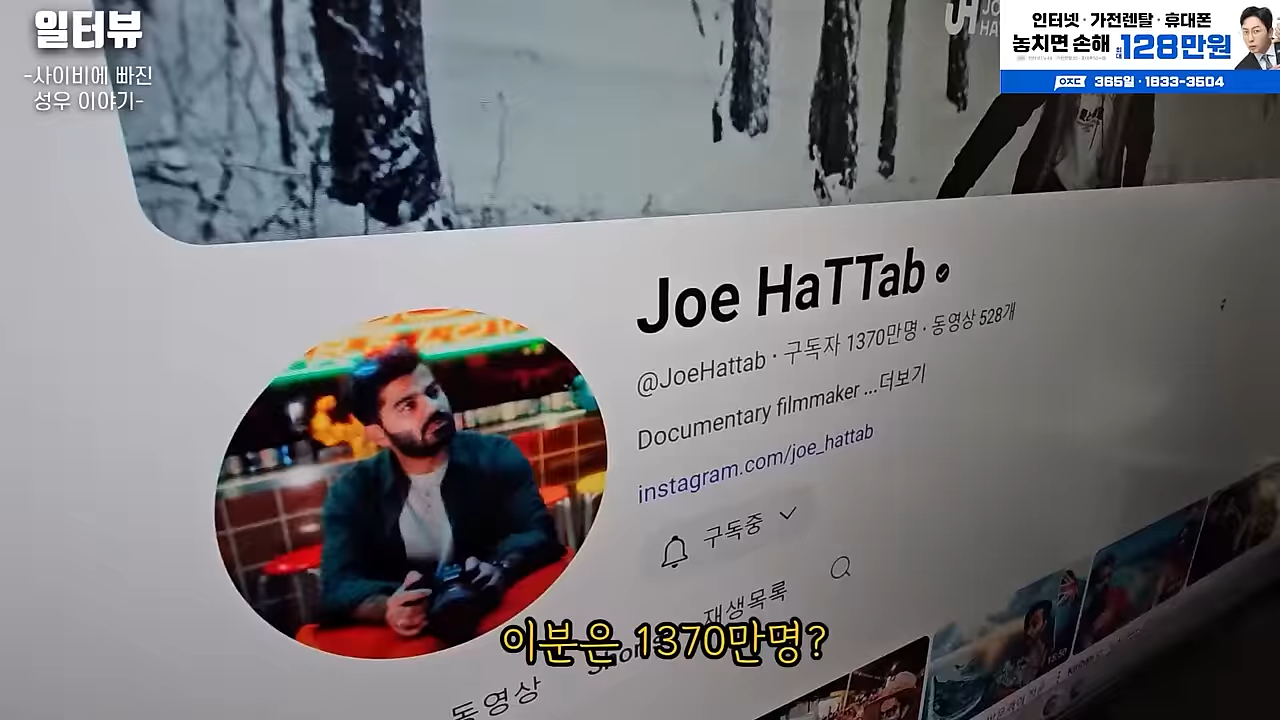 일터뷰
-사이비에 빠진
성우 이야기-
인터넷 · 가전렌탈 · 휴대폰
놓치면 손해 최대 128만원
365일 · 1833-3504
Joe HaTTab
@JoeHattab · 구독자 1370만명 · 동영상 528개
Documentary filmmaker ...더보기
instagram.com/joe_hattab
구독중
동영상
재생목록
이분은 1370만명?
15:50